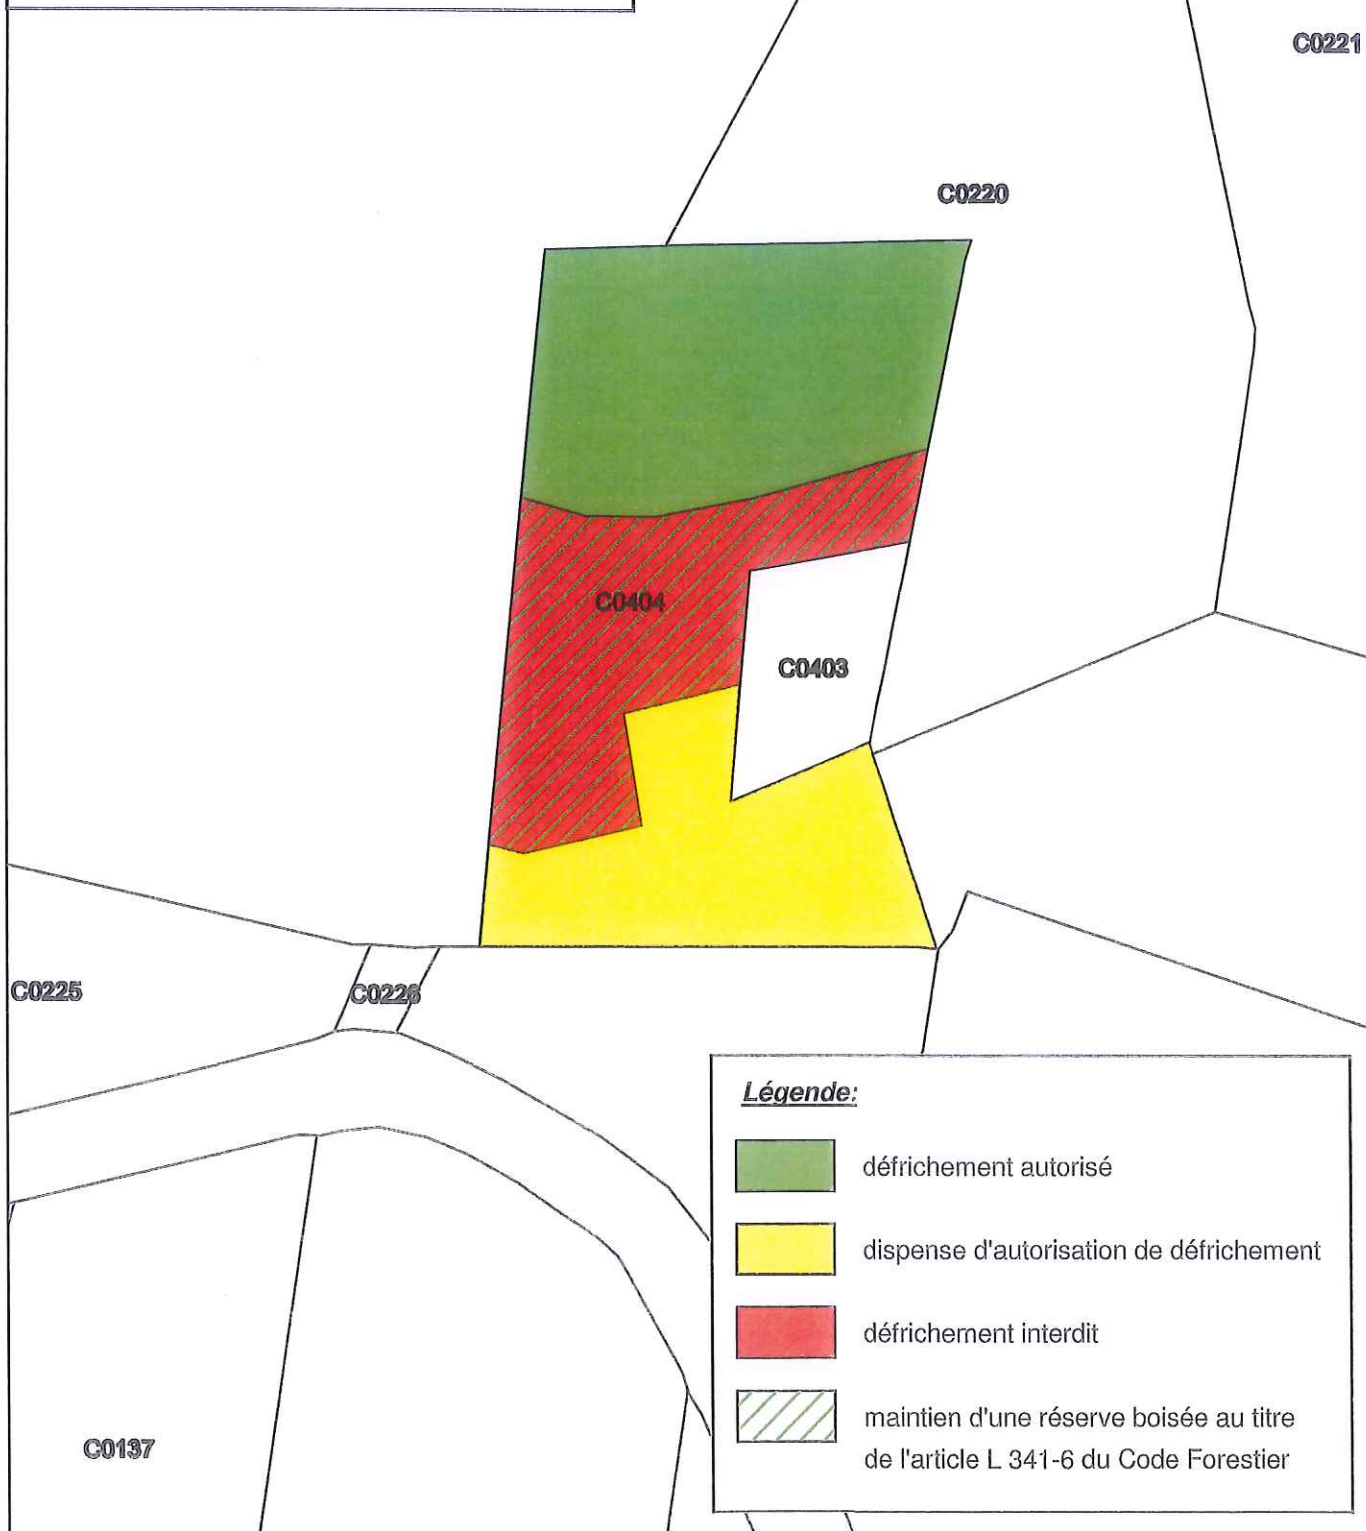 C0221
C0220
C0404
C0403
C0225
C0226
Légende:
défrichement autorisé
dispense d'autorisation de défrichement
défrichement interdit
maintien d'une réserve boisée au titre
de l'article L 341-6 du Code Forestier
C0137